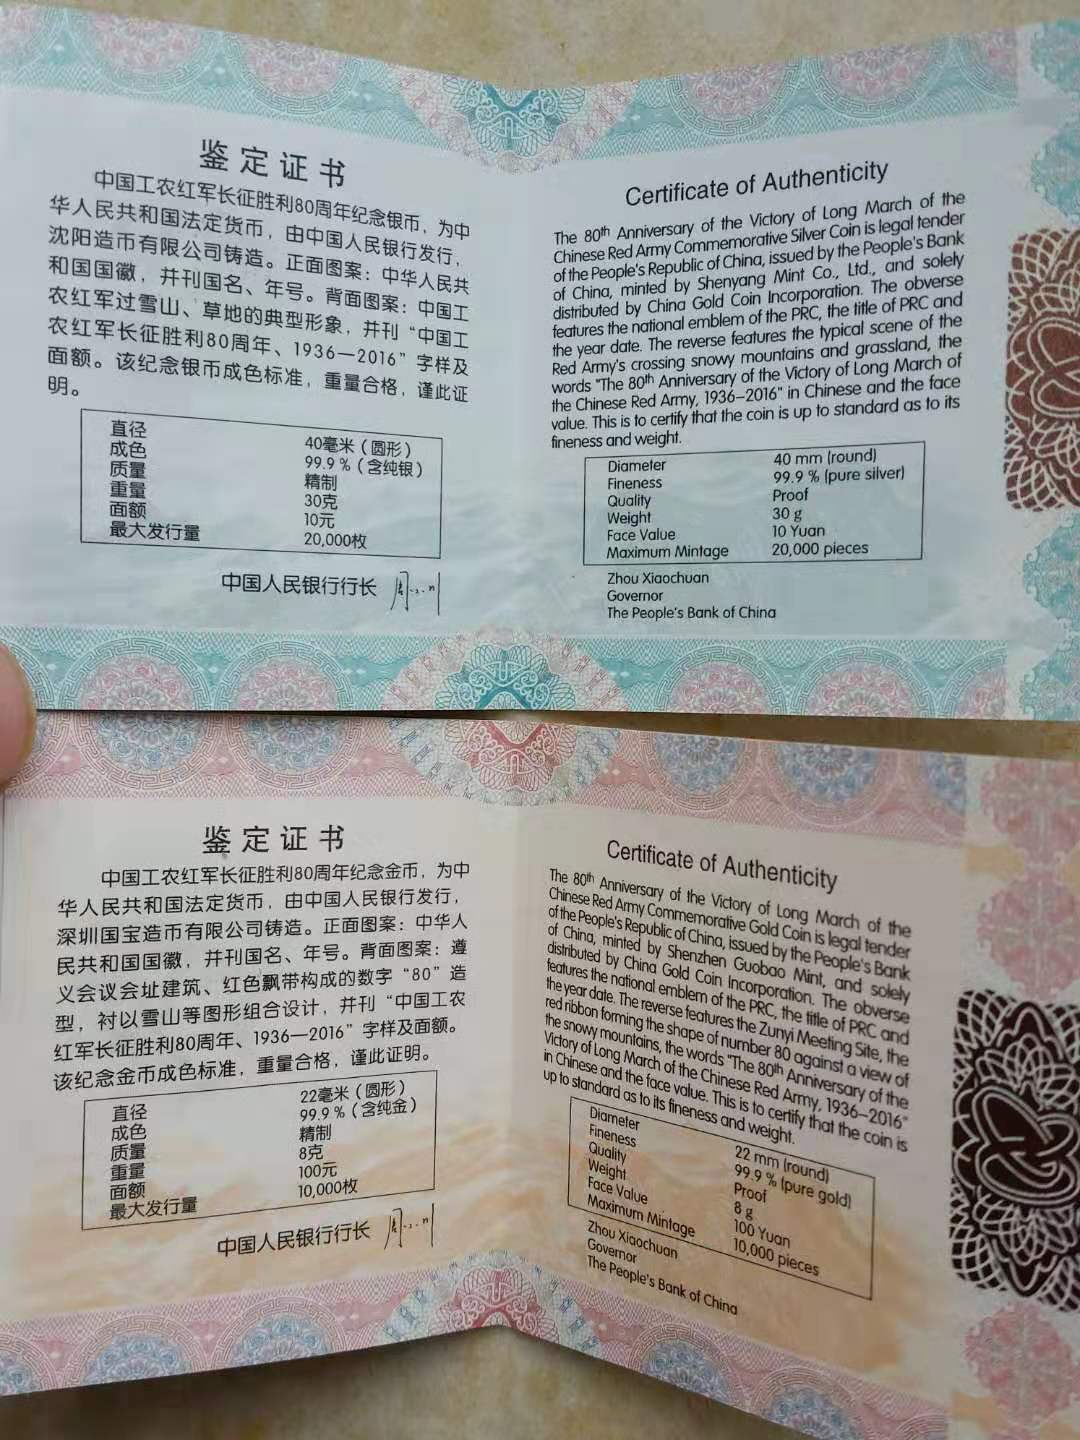 鉴定证书
中国工农红军长征胜利80周年纪念银币，为中
华人民共和国法定货币，由中国人民银行发行，
沈阳造币有限公司铸造。正面图案：中华人民共
和国国徽，并刊国名、年号。背面图案：中国工
农红军过雪山、草地的典型形象，并刊“中国工
农红军长征胜利80周年、1936—2016”字样及
面额。该纪念银币成色标准，重量合格，谨此证
明。
直径 40毫米（圆形）
成色 99.9％（含纯银）
质量 精制
重量 30克
面额 10元
最大发行量 20,000枚
中国人民银行行长
Certificate of Authenticity
The 80th Anniversary of the Victory of Long March of the
Chinese Red Army Commemorative Silver Coin is legal tender
of the People's Republic of China, issued by the People's Bank
of China, minted by Shenyang Mint Co., Ltd., and solely
distributed by China Gold Coin Incorporation. The obverse
features the national emblem of the PRC, the title of PRC and
the year date. The reverse features the typical scene of the
Red Army's crossing snowy mountains and grassland, the
words "The 80th Anniversary of the Victory of Long March of
the Chinese Red Army, 1936-2016" in Chinese and the face
value. This is to certify that the coin is up to standard as to its
fineness and weight.
Diameter 40 mm (round)
Fineness 99.9 % (pure silver)
Quality Proof
Weight 30 g
Face Value 10 Yuan
Maximum Mintage 20,000 pieces
Zhou Xiaochuan
Governor
The People's Bank of China
鉴定证书
中国工农红军长征胜利80周年纪念金币，为中
华人民共和国法定货币，由中国人民银行发行，
深圳国宝造币有限公司铸造。正面图案：中华人
民共和国国徽，并刊国名、年号。背面图案：遵
义会议会址建筑、红色飘带构成的数字“80”造
型，衬以雪山等图形组合设计，并刊“中国工农
红军长征胜利80周年、1936—2016”字样及面额。
该纪念金币成色标准，重量合格，谨此证明。
直径 22毫米（圆形）
成色 99.9％（含纯金）
质量 精制
重量 8克
面额 100元
最大发行量 10,000枚
中国人民银行行长
Certificate of Authenticity
The 80th Anniversary of the Victory of Long March of the
Chinese Red Army Commemorative Gold Coin is legal tender
of the People's Republic of China, issued by the People's Bank
of China, minted by Shenzhen Guobao Mint, and solely
distributed by China Gold Coin Incorporation. The obverse
features the national emblem of the PRC, the title of PRC and
the year date. The reverse features the Zunyi Meeting Site, the
red ribbon forming the shape of number 80 against a view of
the snowy mountains, the words "The 80th Anniversary of the
Victory of Long March of the Chinese Red Army, 1936-2016"
in Chinese and the face value. This is to certify that the coin is
up to standard as to its fineness and weight.
Diameter 22 mm (round)
Fineness 99.9 % (pure gold)
Quality Proof
Weight 8 g
Face Value 100 Yuan
Maximum Mintage 10,000 pieces
Zhou Xiaochuan
Governor
The People's Bank of China